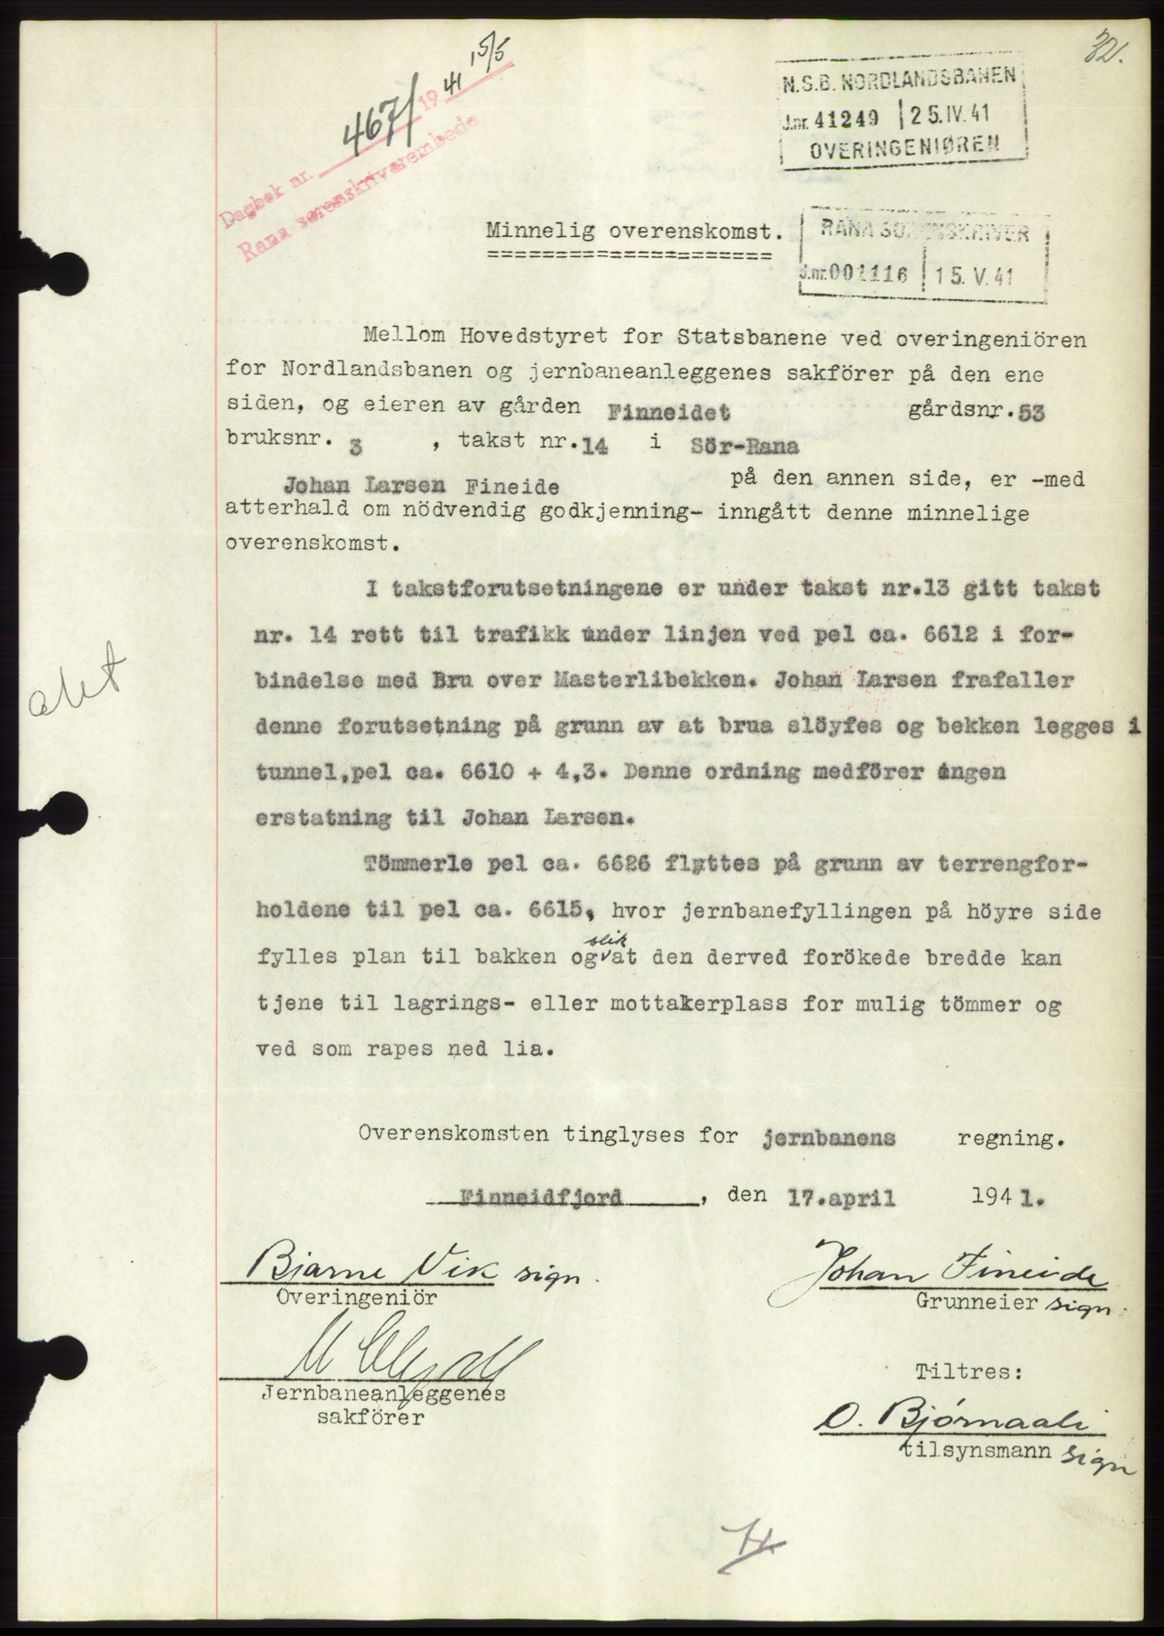 32.
N.S.B. NORDLANDSBANEN
J.nr. 41249 | 25.IV.41
OVERINGENIØREN
Dagbok nr. 467/ 1941 15/5
Rana sorenskriverembede
Minnelig overenskomst.
RANA SORENSKRIVER
J.nr. 001116 | 15.V.41
Mellom Hovedstyret for Statsbanene ved overingeniören
for Nordlandsbanen og jernbaneanleggenes sakförer på den ene
siden, og eieren av gården Finneidet gårdsnr. 53
bruksnr. 3 , takst nr. 14 i Sör-Rana
Johan Larsen Fineide på den annen side, er -med
atterhald om nödvendig godkjenning- inngått denne minnelige
overenskomst.
I takstforutsetningene er under takst nr.13 gitt takst
nr. 14 rett til trafikk under linjen ved pel ca. 6612 i for-
bindelse med Bru over Masterlibekken. Johan Larsen frafaller
denne forutsetning på grunn av at brua slöyfes og bekken legges i
tunnel,pel ca. 6610 + 4,3. Denne ordning medförer ingen
erstatning til Johan Larsen.
Tömmerle pel ca. 6626 flyttes på grunn av terrengfor-
holdene til pel ca. 6615, hvor jernbanefyllingen på höyre side
fylles plan til bakken og slik at den derved forökede bredde kan
tjene til lagrings- eller mottakerplass for mulig tömmer og
ved som rapes ned lia.
Overenskomsten tinglyses for jernbanens regning.
Finneidfjord , den 17.april 1941.
Bjarne Vik sign.
Overingeniör
Johan Fineide
Grunneier sign.
Jernbaneanleggenes
sakförer
Tiltres:
O. Bjørnaali
tilsynsmann sign